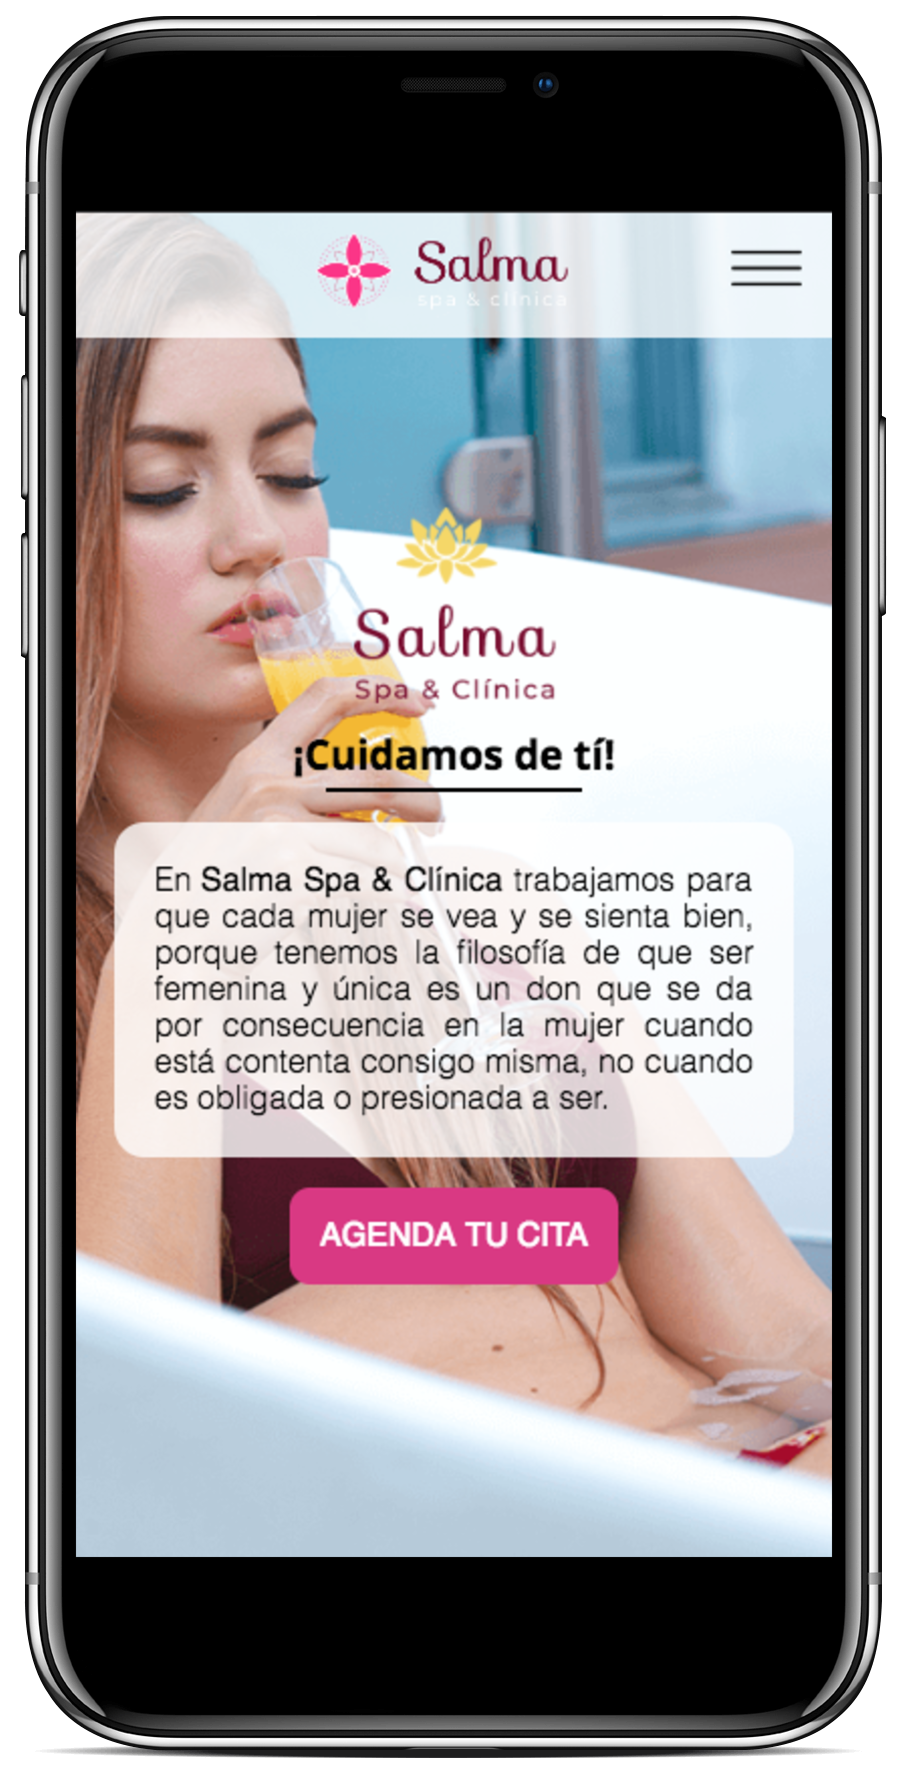 Salma
spa & clínica
Salma
Spa & Clínica
¡Cuidamos de tí!
En Salma Spa & Clínica trabajamos para
que cada mujer se vea y se sienta bien,
porque tenemos la filosofía de que ser
femenina y única es un don que se da
por consecuencia en la mujer cuando
está contenta consigo misma, no cuando
es obligada o presionada a ser.
AGENDA TU CITA